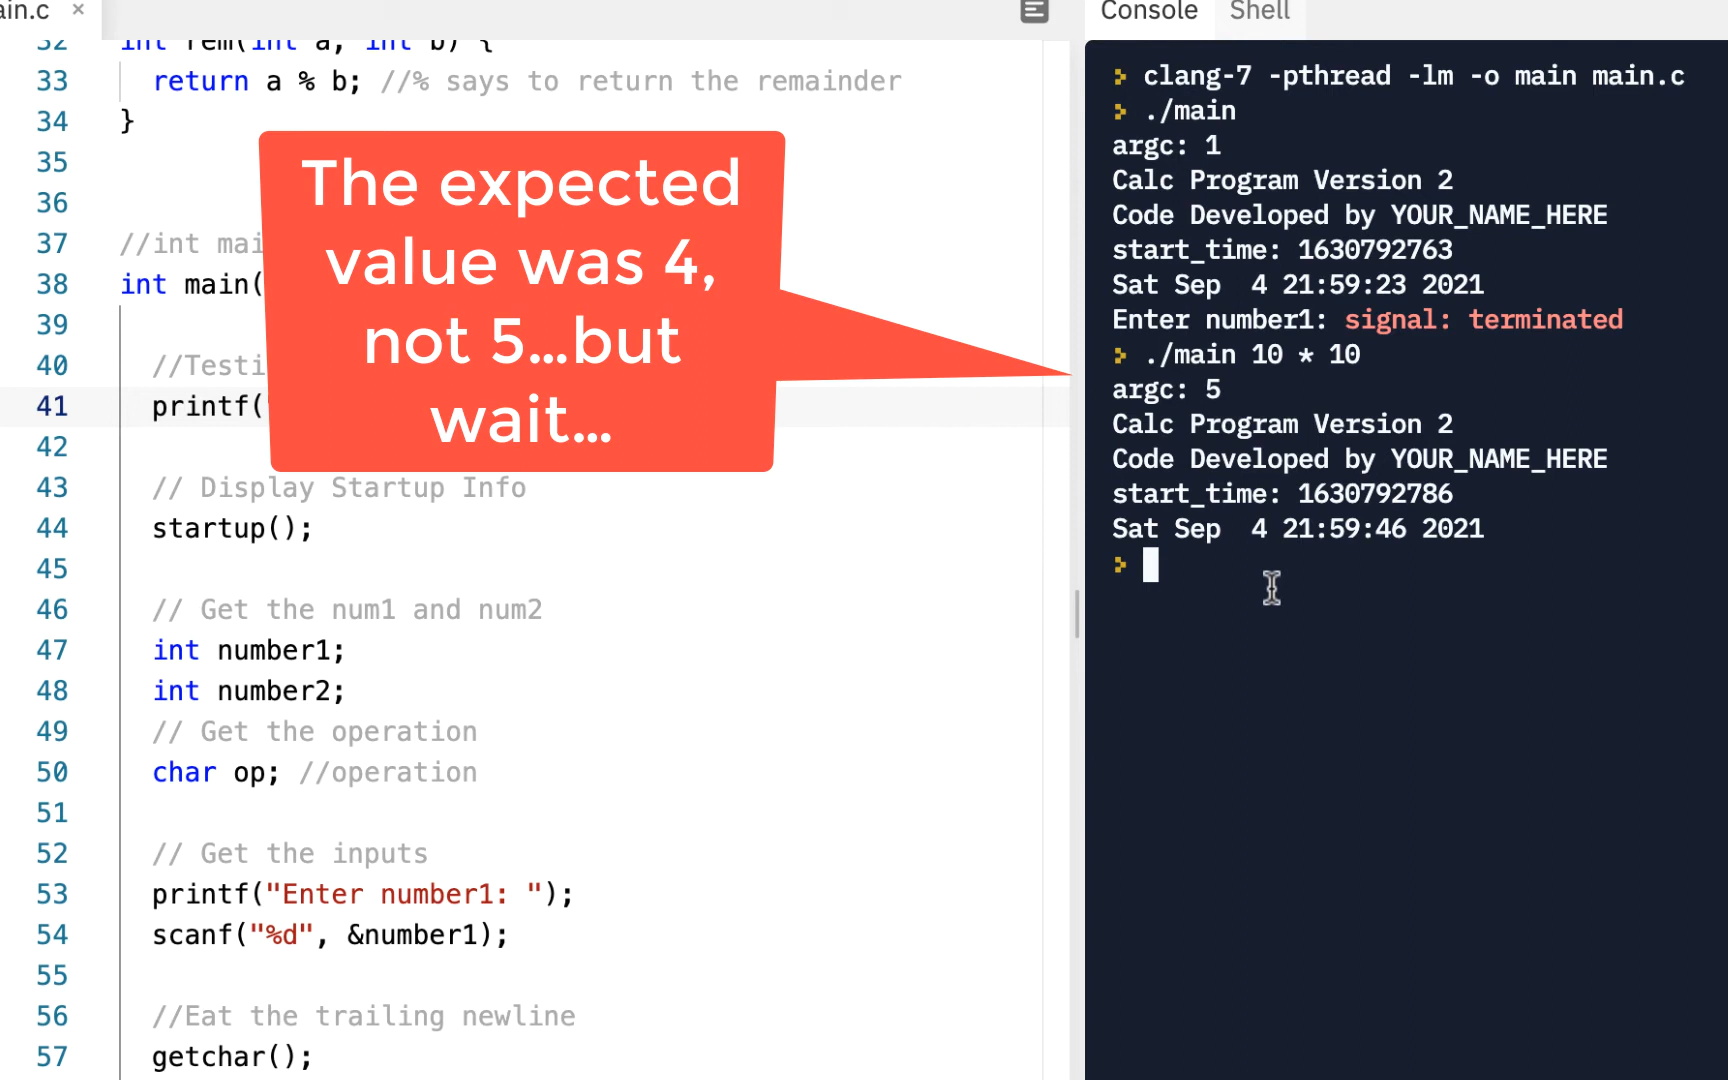 ain.c ×
32 int rem(int a, int b) {
33 return a % b; //% says to return the remainder
34 }
35
36
37 //int mai
38 int main(
39
40 //Testi
41 printf(
42
43 // Display Startup Info
44 startup();
45
46 // Get the num1 and num2
47 int number1;
48 int number2;
49 // Get the operation
50 char op; //operation
51
52 // Get the inputs
53 printf("Enter number1: ");
54 scanf("%d", &number1);
55
56 //Eat the trailing newline
57 getchar();
The expected
value was 4,
not 5...but
wait...
Console Shell
clang-7 -pthread -lm -o main main.c
./main
argc: 1
Calc Program Version 2
Code Developed by YOUR_NAME_HERE
start_time: 1630792763
Sat Sep  4 21:59:23 2021
Enter number1: signal: terminated
./main 10 * 10
argc: 5
Calc Program Version 2
Code Developed by YOUR_NAME_HERE
start_time: 1630792786
Sat Sep  4 21:59:46 2021